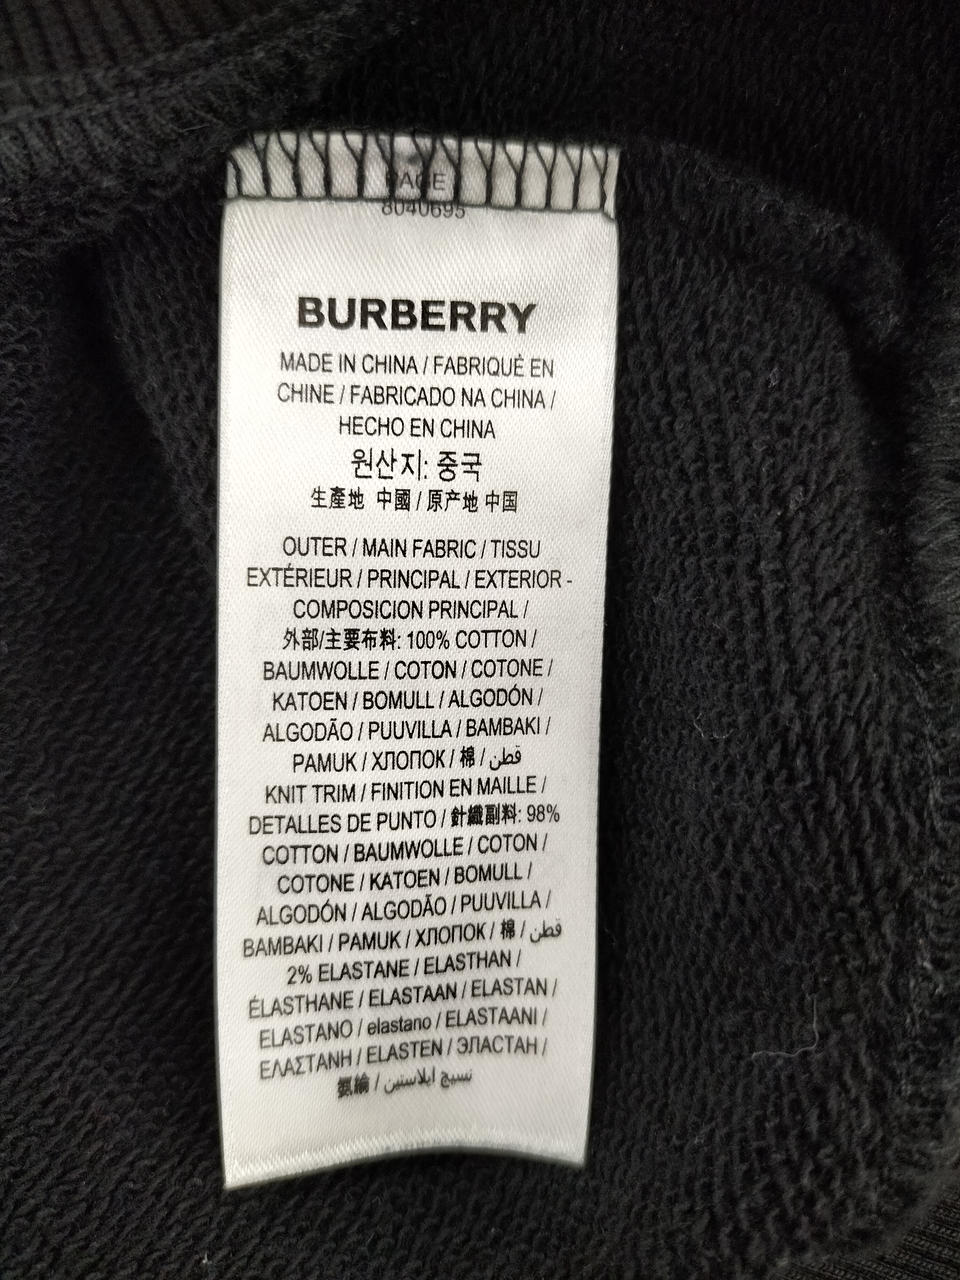 PAGE
8040695
BURBERRY
MADE IN CHINA / FABRIQUÉ EN
CHINE / FABRICADO NA CHINA /
HECHO EN CHINA
원산지: 중국
生產地 中國 / 原产地 中国
OUTER / MAIN FABRIC / TISSU
EXTÉRIEUR / PRINCIPAL / EXTERIOR -
COMPOSICION PRINCIPAL /
外部/主要布料: 100% COTTON /
BAUMWOLLE / COTON / COTONE /
KATOEN / BOMULL / ALGODÓN /
ALGODÃO / PUUVILLA / BAMBAKI /
PAMUK / ХЛОПОК / 棉 / قطن
KNIT TRIM / FINITION EN MAILLE /
DETALLES DE PUNTO / 針織副料: 98%
COTTON / BAUMWOLLE / COTON /
COTONE / KATOEN / BOMULL /
ALGODÓN / ALGODÃO / PUUVILLA /
BAMBAKI / PAMUK / ХЛОПОК / 棉 / قطن
2% ELASTANE / ELASTHAN /
ÉLASTHANE / ELASTAAN / ELASTAN /
ELASTANO / elastano / ELASTAANI /
ΕΛΑΣΤΑΝΗ / ELASTEN / ЭЛАСТАН /
氨綸 / نسيج ايلاستين